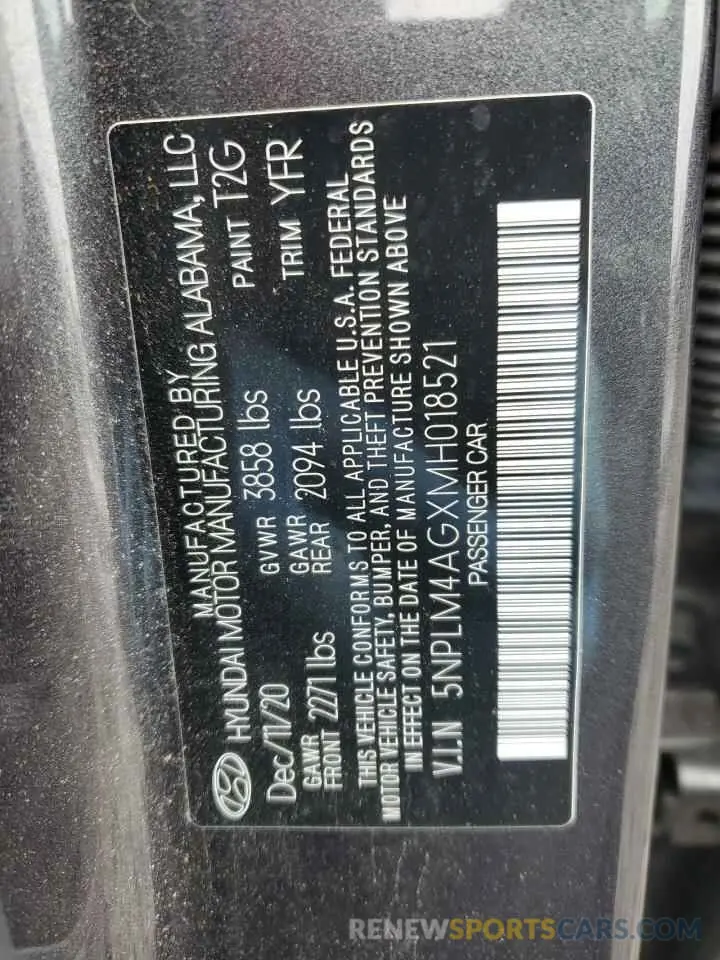 MANUFACTURED BY
HYUNDAI MOTOR MANUFACTURING ALABAMA, LLC
Dec/11/20 GVWR 3858 lbs PAINT T2G
GAWR FRONT 2271 lbs GAWR REAR 2094 lbs TRIM YFR
THIS VEHICLE CONFORMS TO ALL APPLICABLE U.S.A. FEDERAL
MOTOR VEHICLE SAFETY, BUMPER, AND THEFT PREVENTION STANDARDS
IN EFFECT ON THE DATE OF MANUFACTURE SHOWN ABOVE
V.I.N 5NPLM4AGXMH018521
PASSENGER CAR
RENEWSPORTSCARS.COM